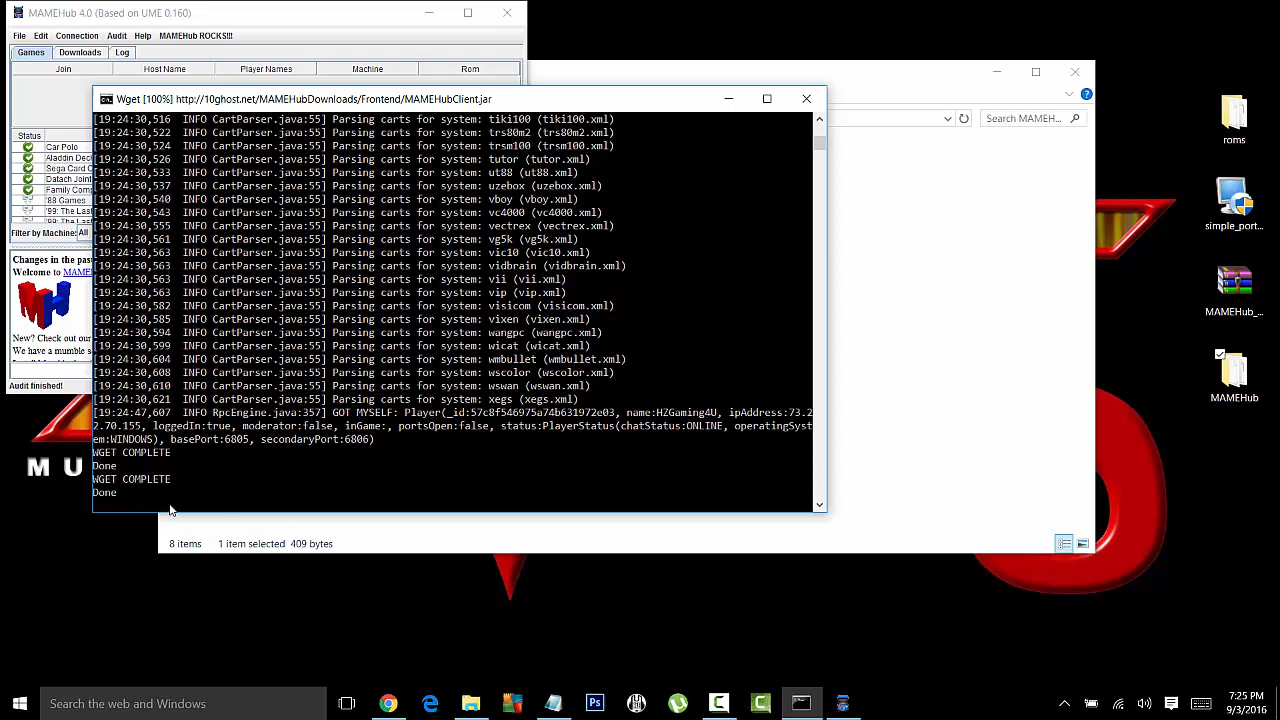 MAMEHub 4.0 (Based on UME 0.160)
File Edit Connection Audit Help MAMEHub ROCKS!!!
Games Downloads Log
Join Host Name Player Names Machine Rom
Status
Car Polo
Aladdin Dec
Sega Card C
Datach Joint
Family Comp
'88 Games
'99: The Last
'99: The Las
Filter by Machine: All
Changes in the pas
Welcome to MAME
New? Check out our
We have a mumble s
Audit finished!
Wget [100%] http://10ghost.net/MAMEHubDownloads/Frontend/MAMEHubClient.jar
[19:24:30,516 INFO CartParser.java:55] Parsing carts for system: tiki100 (tiki100.xml)
[19:24:30,522 INFO CartParser.java:55] Parsing carts for system: trs80m2 (trs80m2.xml)
[19:24:30,524 INFO CartParser.java:55] Parsing carts for system: trsm100 (trsm100.xml)
[19:24:30,526 INFO CartParser.java:55] Parsing carts for system: tutor (tutor.xml)
[19:24:30,533 INFO CartParser.java:55] Parsing carts for system: ut88 (ut88.xml)
[19:24:30,537 INFO CartParser.java:55] Parsing carts for system: uzebox (uzebox.xml)
[19:24:30,540 INFO CartParser.java:55] Parsing carts for system: vboy (vboy.xml)
[19:24:30,543 INFO CartParser.java:55] Parsing carts for system: vc4000 (vc4000.xml)
[19:24:30,555 INFO CartParser.java:55] Parsing carts for system: vectrex (vectrex.xml)
[19:24:30,561 INFO CartParser.java:55] Parsing carts for system: vg5k (vg5k.xml)
[19:24:30,563 INFO CartParser.java:55] Parsing carts for system: vic10 (vic10.xml)
[19:24:30,563 INFO CartParser.java:55] Parsing carts for system: vidbrain (vidbrain.xml)
[19:24:30,563 INFO CartParser.java:55] Parsing carts for system: vii (vii.xml)
[19:24:30,563 INFO CartParser.java:55] Parsing carts for system: vip (vip.xml)
[19:24:30,582 INFO CartParser.java:55] Parsing carts for system: visicom (visicom.xml)
[19:24:30,585 INFO CartParser.java:55] Parsing carts for system: vixen (vixen.xml)
[19:24:30,594 INFO CartParser.java:55] Parsing carts for system: wangpc (wangpc.xml)
[19:24:30,599 INFO CartParser.java:55] Parsing carts for system: wicat (wicat.xml)
[19:24:30,604 INFO CartParser.java:55] Parsing carts for system: wmbullet (wmbullet.xml)
[19:24:30,608 INFO CartParser.java:55] Parsing carts for system: wscolor (wscolor.xml)
[19:24:30,610 INFO CartParser.java:55] Parsing carts for system: wswan (wswan.xml)
[19:24:30,621 INFO CartParser.java:55] Parsing carts for system: xegs (xegs.xml)
[19:24:47,607 INFO RpcEngine.java:357] GOT MYSELF: Player(_id:57c8f546975a74b631972e03, name:HZGaming4U, ipAddress:73.2
2.70.155, loggedIn:true, moderator:false, inGame:, portsOpen:false, status:PlayerStatus(chatStatus:ONLINE, operatingSyst
em:WINDOWS), basePort:6805, secondaryPort:6806)
WGET COMPLETE
Done
WGET COMPLETE
Done
Search MAMEH...
8 items 1 item selected 409 bytes
roms
simple_port...
MAMEHub_...
MAMEHub
M U
Search the web and Windows
7:25 PM
9/3/2016